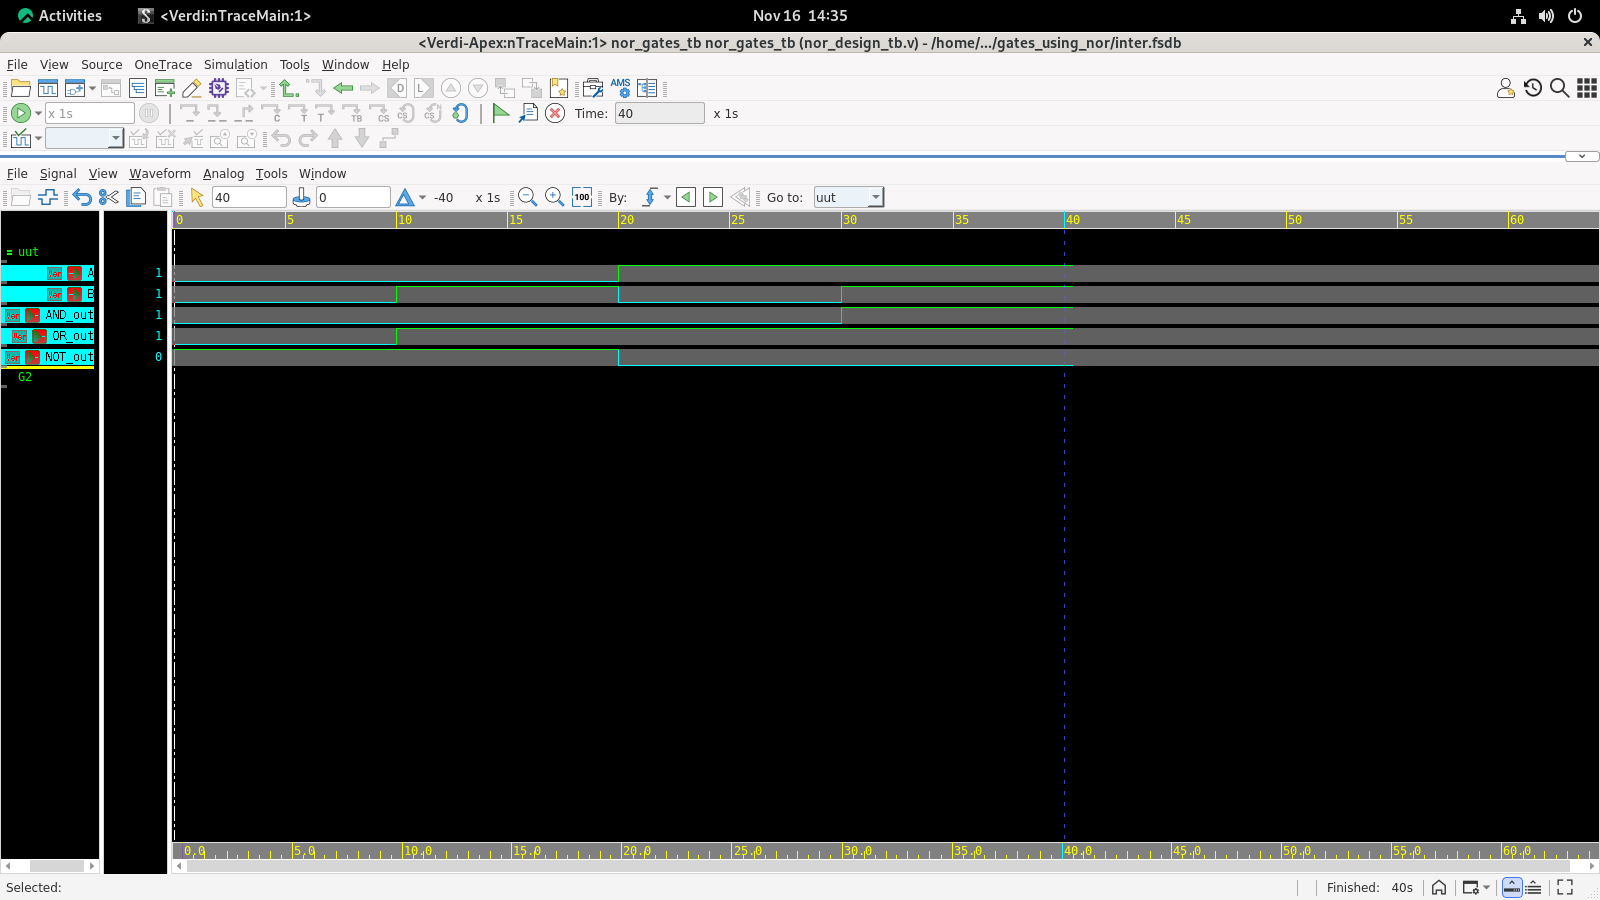 Activities <Verdi:nTraceMain:1> Nov 16 14:35
<Verdi-Apex:nTraceMain:1> nor_gates_tb nor_gates_tb (nor_design_tb.v) - /home/.../gates_using_nor/inter.fsdb
File View Source OneTrace Simulation Tools Window Help
D L AMS
x 1s C T T TB CS CS Time: 40 x 1s
File Signal View Waveform Analog Tools Window
40 0 -40 x 1s 100 By: Go to: uut
0 5 10 15 20 25 30 35 40 45 50 55 60
= uut
A 1
B 1
AND_out 1
OR_out 1
NOT_out 0
G2
0.0 5.0 10.0 15.0 20.0 25.0 30.0 35.0 40.0 45.0 50.0 55.0 60.0
Selected: Finished: 40s